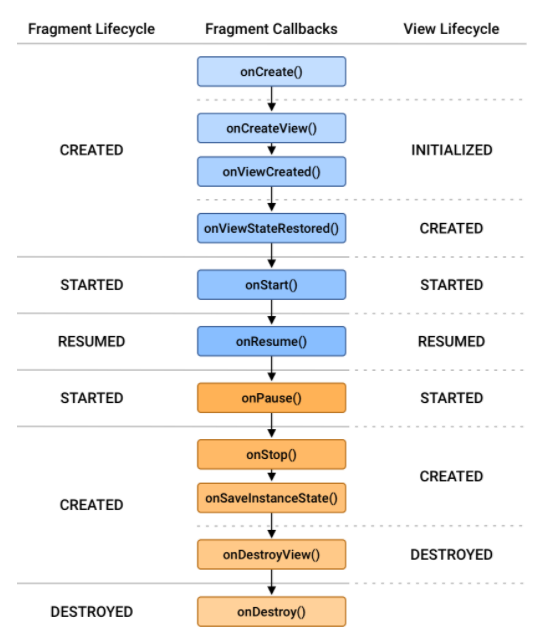 Fragment Lifecycle Fragment Callbacks View Lifecycle
onCreate()
onCreateView()
CREATED INITIALIZED
onViewCreated()
onViewStateRestored() CREATED
STARTED onStart() STARTED
RESUMED onResume() RESUMED
STARTED onPause() STARTED
onStop()
CREATED
onSaveInstanceState()
CREATED
onDestroyView() DESTROYED
DESTROYED onDestroy()